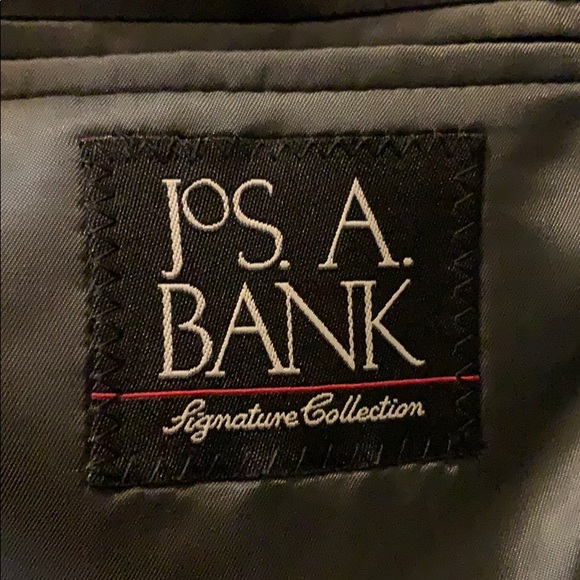 JOS. A.
BANK
Signature Collection